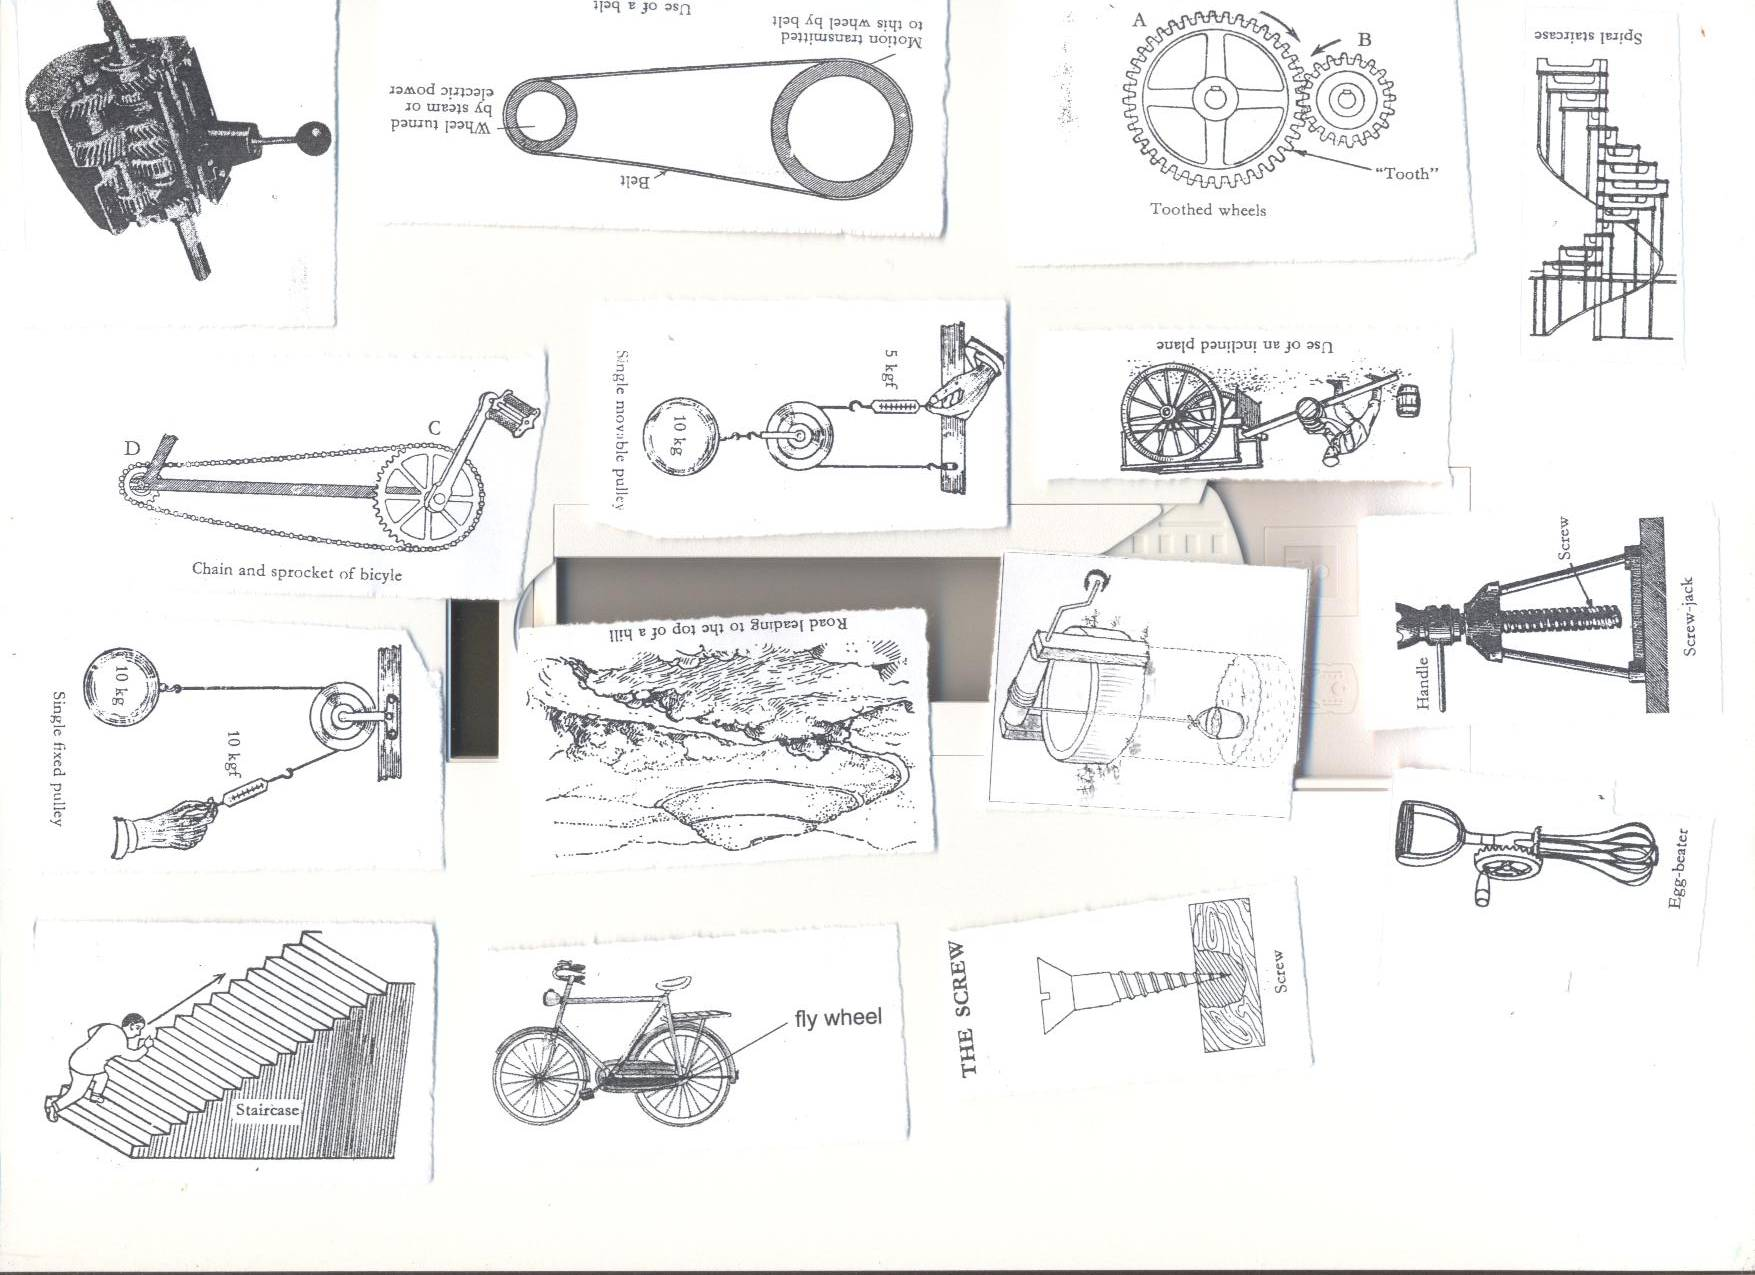 Use of a belt
Motion transmitted
to this wheel by belt
Wheel turned
by steam or
electric power
Belt
A
B
"Tooth"
Toothed wheels
Spiral staircase
D
C
Chain and sprocket of bicyle
Single movable pulley
10 kg
5 kgf
Use of an inclined plane
Screw
Handle
Screw-jack
Single fixed pulley
10 kg
10 kgf
Road leading to the top of a hill
Egg-beater
Staircase
fly wheel
THE SCREW
Screw